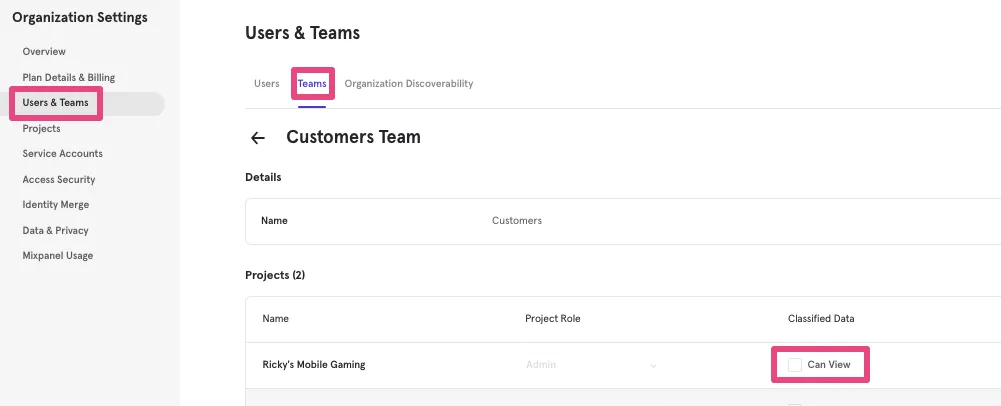 Organization Settings
Overview
Plan Details & Billing
Users & Teams
Projects
Service Accounts
Access Security
Identity Merge
Data & Privacy
Mixpanel Usage
Users & Teams
Users Teams Organization Discoverability
Customers Team
Details
Name Customers
Projects (2)
Name Project Role Classified Data
Ricky's Mobile Gaming Admin Can View